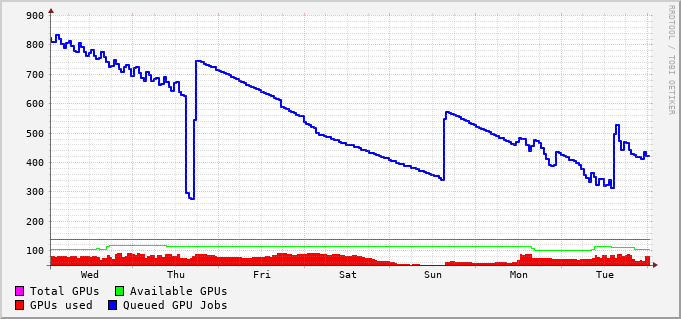 900
800
700
600
500
400
300
200
100
Wed Thu Fri Sat Sun Mon Tue
Total GPUs Available GPUs
GPUs used Queued GPU Jobs
RRDTOOL / TOBI OETIKER